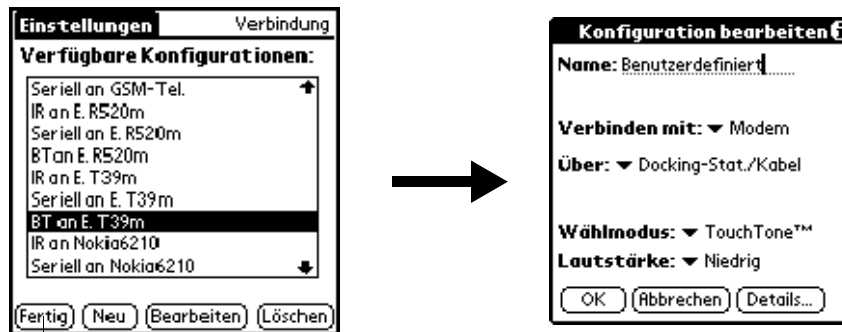 Einstellungen Verbindung
Verfügbare Konfigurationen:
Seriell an GSM-Tel.
IR an E. R520m
Seriell an E. R520m
BT an E. R520m
IR an E. T39m
Seriell an E. T39m
BT an E. T39m
IR an Nokia6210
Seriell an Nokia6210
Fertig Neu Bearbeiten Löschen
Konfiguration bearbeiten i
Name: Benutzerdefiniert
Verbinden mit: Modem
Über: Docking-Stat./Kabel
Wählmodus: TouchTone™
Lautstärke: Niedrig
OK Abbrechen Details...